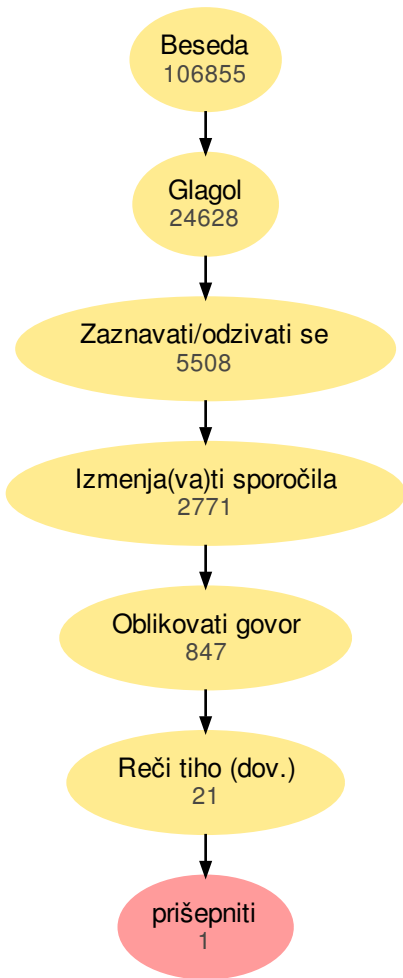 Beseda
106855
Glagol
24628
Zaznavati/odzivati se
5508
Izmenja(va)ti sporočila
2771
Oblikovati govor
847
Reči tiho (dov.)
21
prišepniti
1